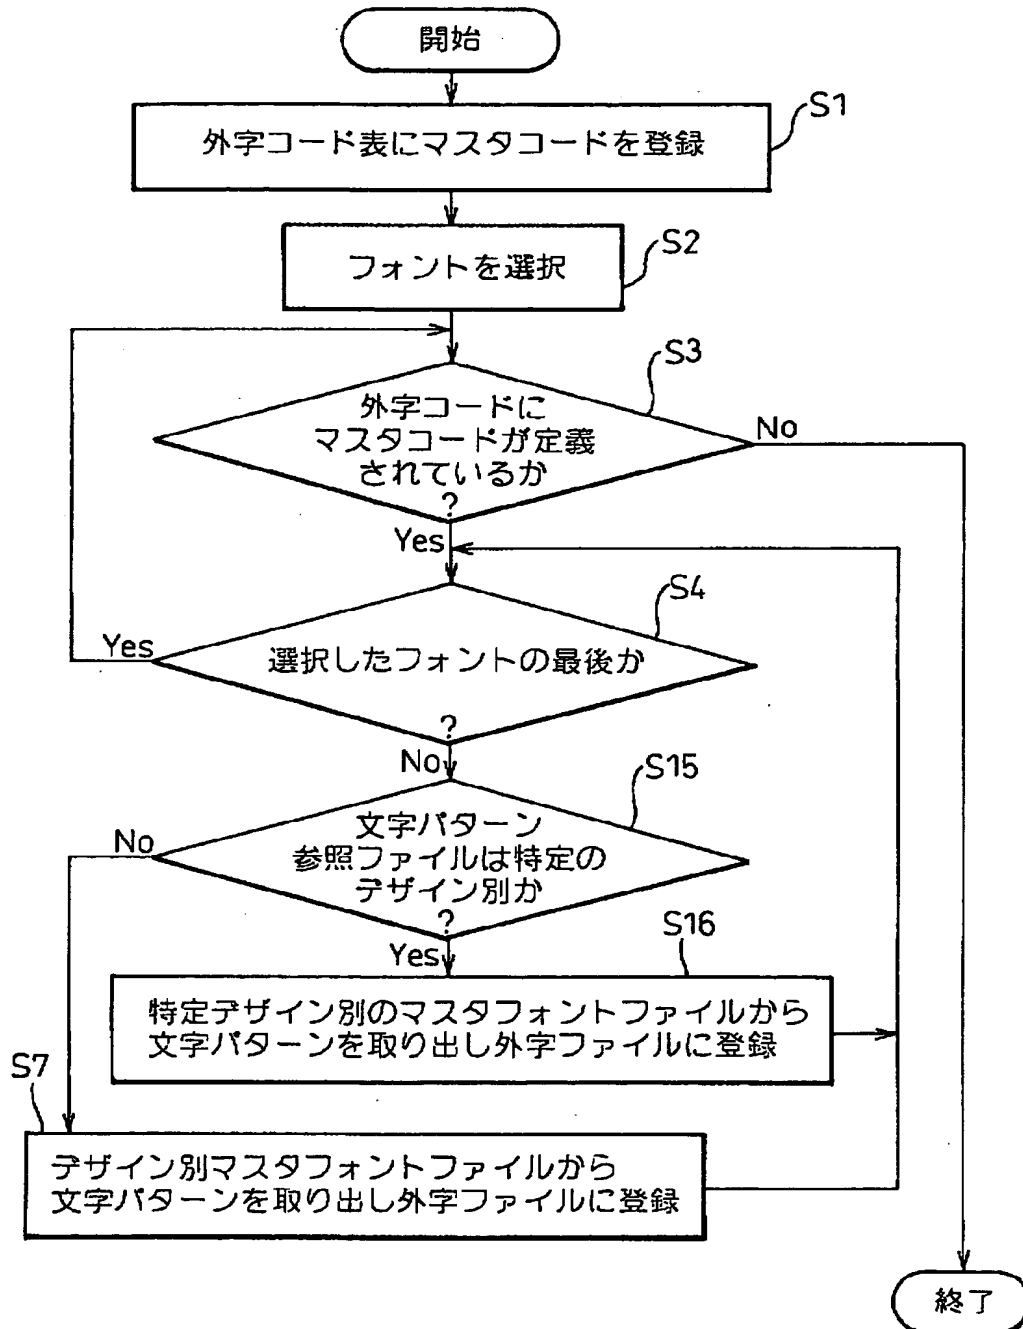 開始
S1
外字コード表にマスタコードを登録
S2
フォントを選択
S3
外字コードに
マスタコードが定義
されているか
?
No
Yes
S4
Yes
選択したフォントの最後か
?
No
S15
No
文字パターン
参照ファイルは特定の
デザイン別か
?
Yes
S16
特定デザイン別のマスタフォントファイルから
文字パターンを取り出し外字ファイルに登録
S7
デザイン別マスタフォントファイルから
文字パターンを取り出し外字ファイルに登録
終了